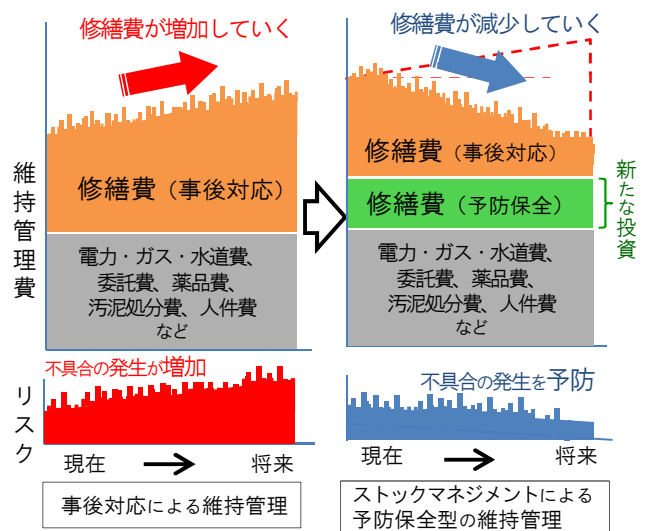 修繕費が増加していく
修繕費が減少していく
維持管理費
修繕費（事後対応）
電力・ガス・水道費、
委託費、薬品費、
汚泥処分費、人件費
など
修繕費（事後対応）
修繕費（予防保全）
新たな投資
電力・ガス・水道費、
委託費、薬品費、
汚泥処分費、人件費
など
リスク
不具合の発生が増加
現在
将来
不具合の発生を予防
現在
将来
事後対応による維持管理
ストックマネジメントによる
予防保全型の維持管理